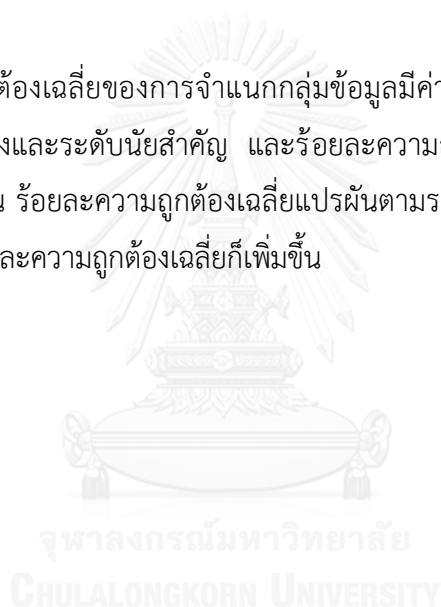 ต้องเฉลี่ยของการจำแนกกลุ่มข้อมูลมีค่า
งและระดับนัยสำคัญ และร้อยละความ
น ร้อยละความถูกต้องเฉลี่ยแปรผันตามร
ละความถูกต้องเฉลี่ยก็เพิ่มขึ้น
จุฬาลงกรณ์มหาวิทยาลัย
CHULALONGKORN UNIVERSITY